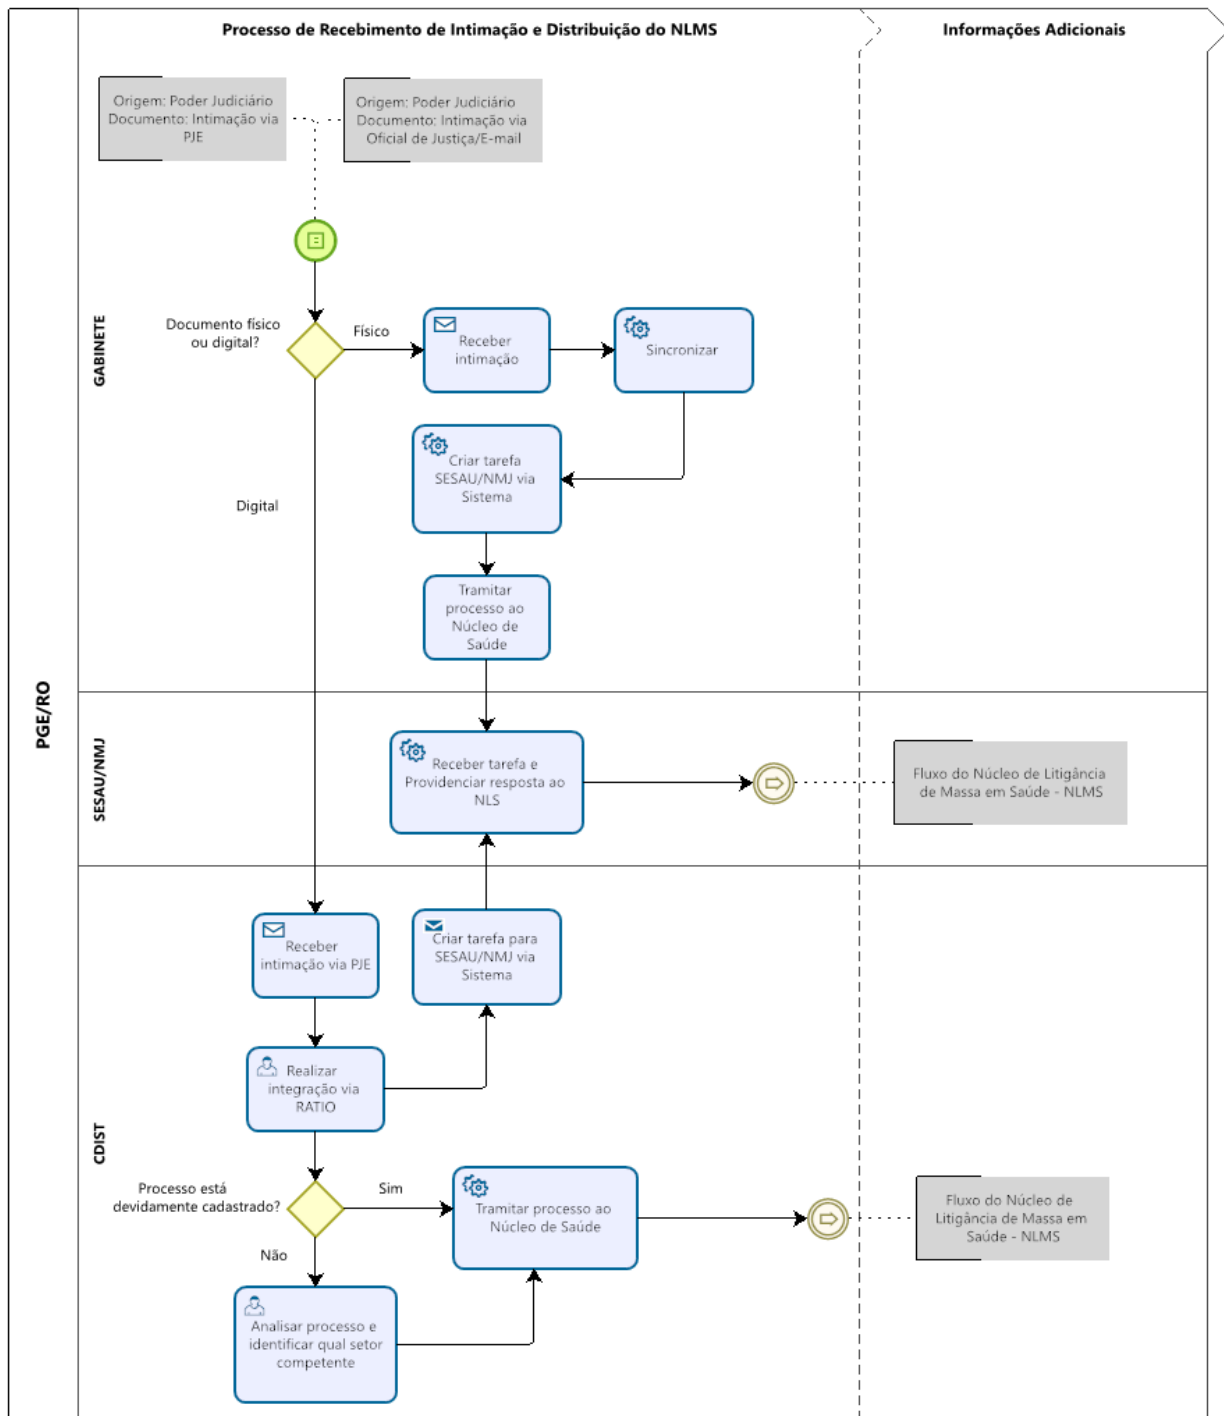 Processo de Recebimento de Intimação e Distribuição do NLMS
Informações Adicionais
Origem: Poder Judiciário
Documento: Intimação via
PJE
Origem: Poder Judiciário
Documento: Intimação via
Oficial de Justiça/E-mail
PGE/RO
GABINETE
Documento físico
ou digital?
Físico
Receber
intimação
Sincronizar
Criar tarefa
SESAU/NMJ via
Sistema
Digital
Tramitar
processo ao
Núcleo de
Saúde
SESAU/NMJ
Receber tarefa e
Providenciar resposta ao
NLS
Fluxo do Núcleo de Litigância
de Massa em Saúde - NLMS
CDIST
Receber
intimação via PJE
Criar tarefa para
SESAU/NMJ via
Sistema
Realizar
integração via
RATIO
Processo está
devidamente cadastrado?
Sim
Tramitar processo ao
Núcleo de Saúde
Fluxo do Núcleo de
Litigância de Massa em
Saúde - NLMS
Não
Analisar processo e
identificar qual setor
competente